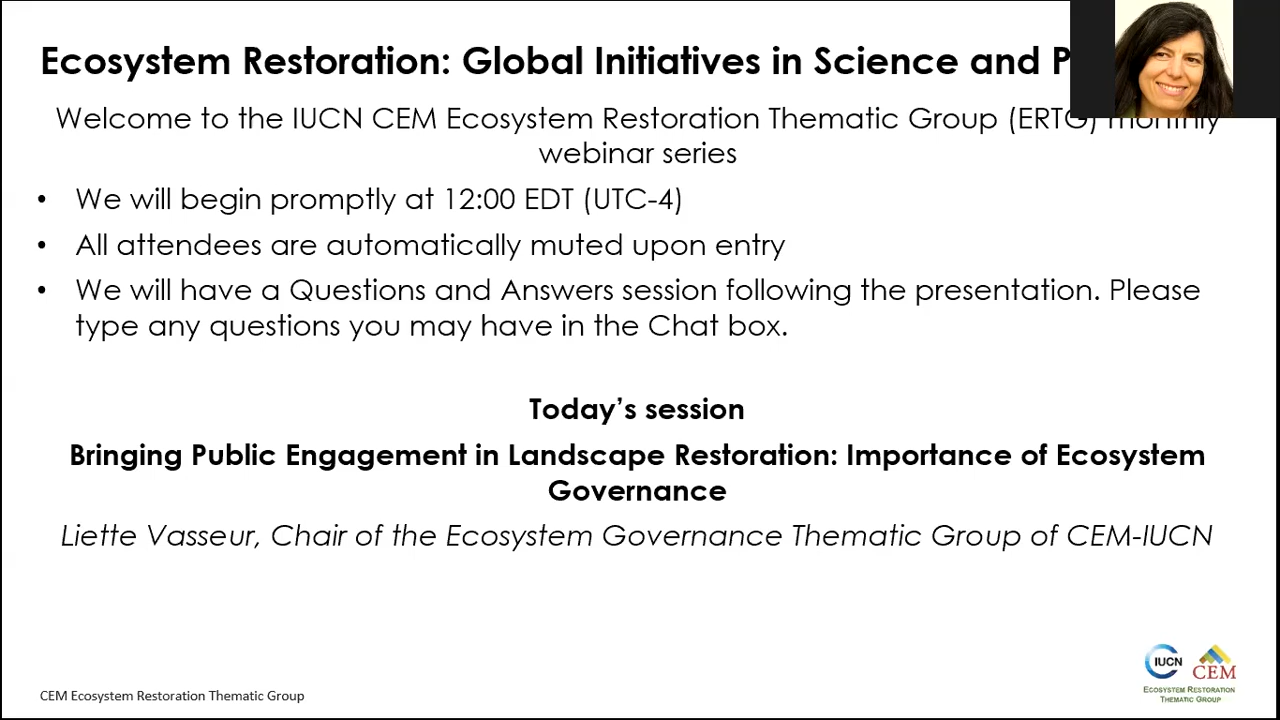 Ecosystem Restoration: Global Initiatives in Science and
Welcome to the IUCN CEM Ecosystem Restoration Thematic Group (ERTG) monthly
webinar series
• We will begin promptly at 12:00 EDT (UTC-4)
• All attendees are automatically muted upon entry
• We will have a Questions and Answers session following the presentation. Please
type any questions you may have in the Chat box.
Today’s session
Bringing Public Engagement in Landscape Restoration: Importance of Ecosystem
Governance
Liette Vasseur, Chair of the Ecosystem Governance Thematic Group of CEM-IUCN
CEM Ecosystem Restoration Thematic Group
IUCN CEM
ECOSYSTEM RESTORATION
THEMATIC GROUP